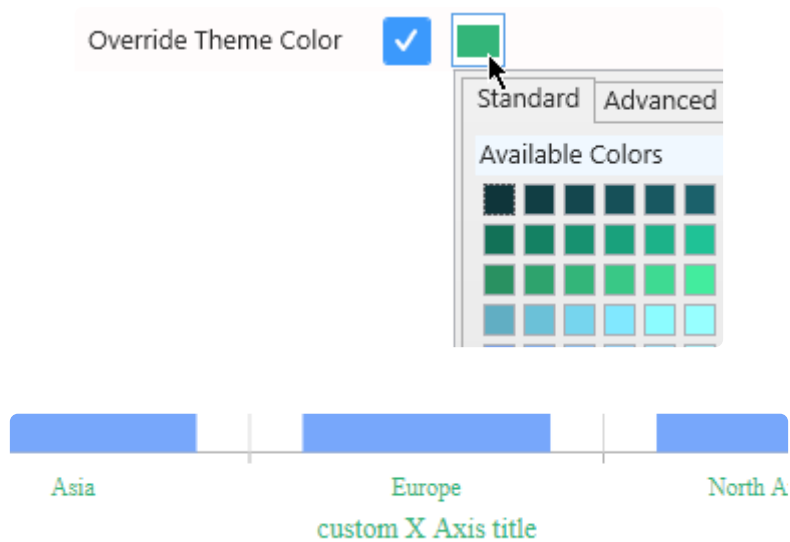 Override Theme Color
Standard Advanced
Available Colors
Asia Europe North A
custom X Axis title